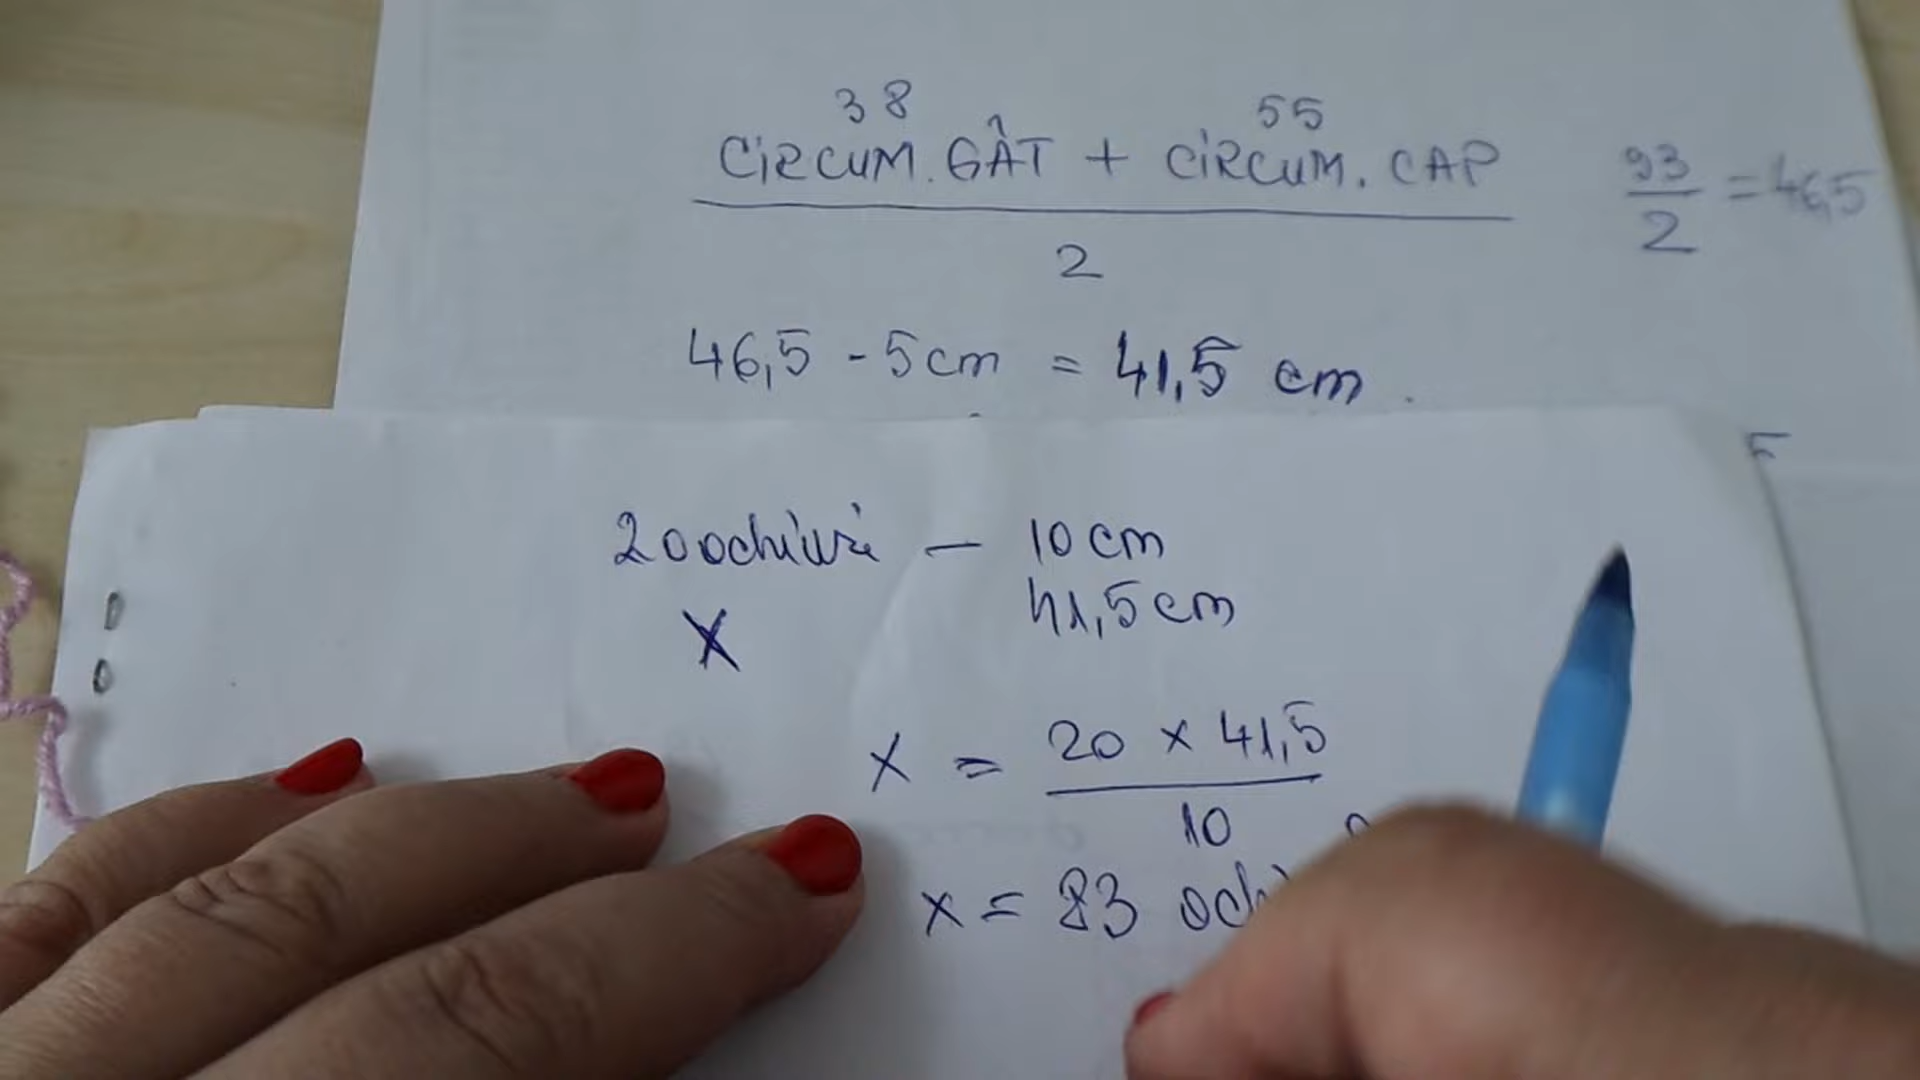 38 55
CIRCUM. GÂT + CIRCUM. CAP
2
93
2
= 46,5
46,5 - 5cm = 41,5 cm
5
20 ochiuri — 10 cm
X 41,5 cm
X = 20 x 41,5
10
x = 83